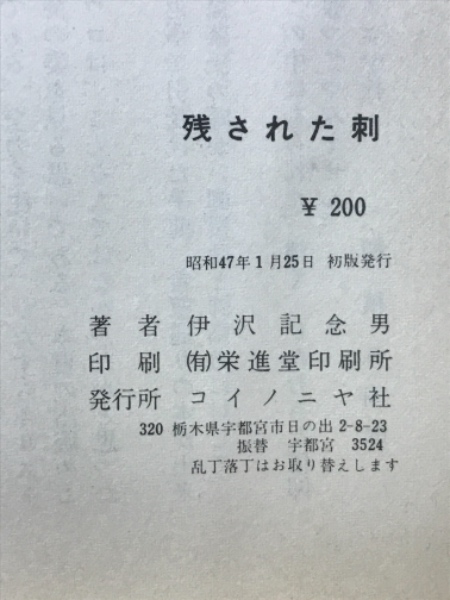 残された刺
¥ 200
昭和47年1月25日 初版発行
著者 伊沢記念男
印刷 ㈲栄進堂印刷所
発行所 コイノニヤ社
320 栃木県宇都宮市日の出2-8-23
振替 宇都宮 3524
乱丁落丁はお取り替えします